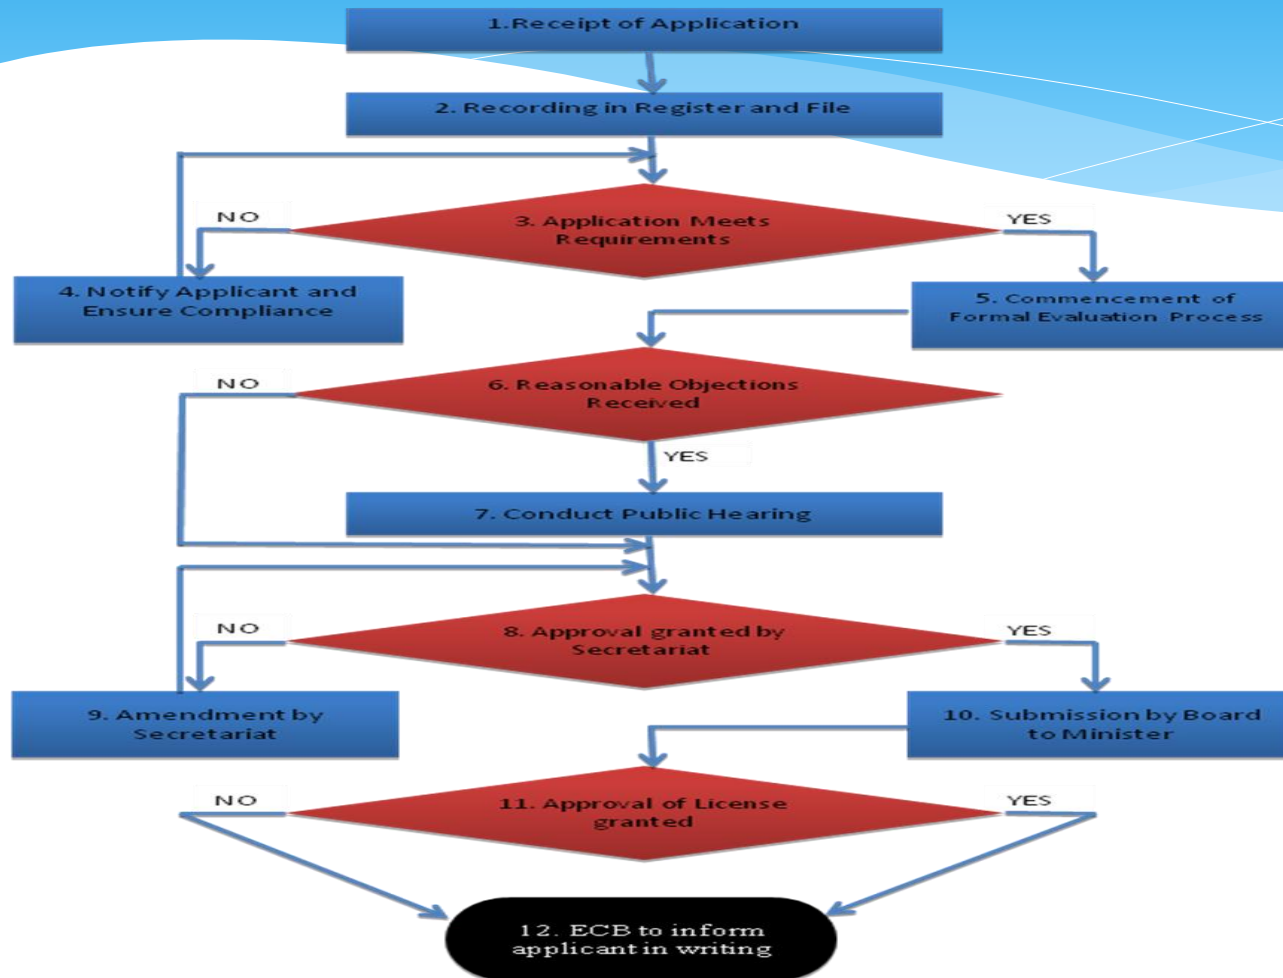 1.Receipt of Application
2. Recording in Register and File
NO
3. Application Meets
Requirements
YES
4. Notify Applicant and
Ensure Compliance
5. Commencement of
Formal Evaluation Process
NO
6. Reasonable Objections
Received
YES
7. Conduct Public Hearing
NO
8. Approval granted by
Secretariat
YES
9. Amendment by
Secretariat
10. Submission by Board
to Minister
NO
11. Approval of License
granted
YES
12. ECB to inform
applicant in writing